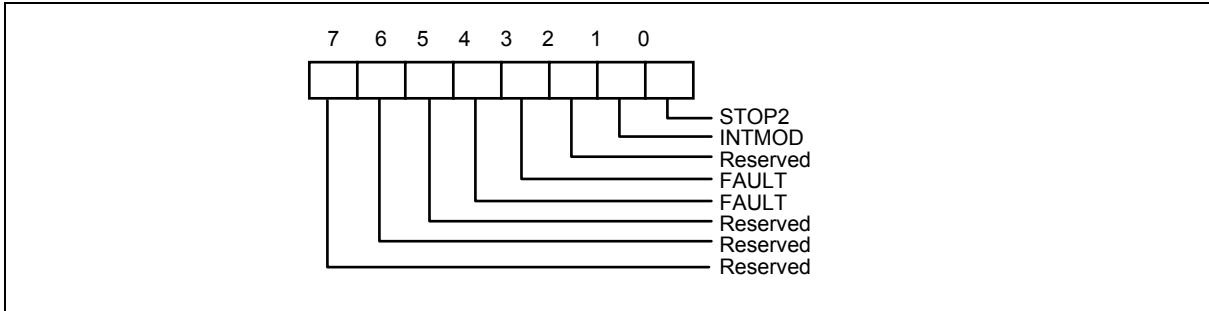 7 6 5 4 3 2 1 0
STOP2
INTMOD
Reserved
FAULT
FAULT
Reserved
Reserved
Reserved